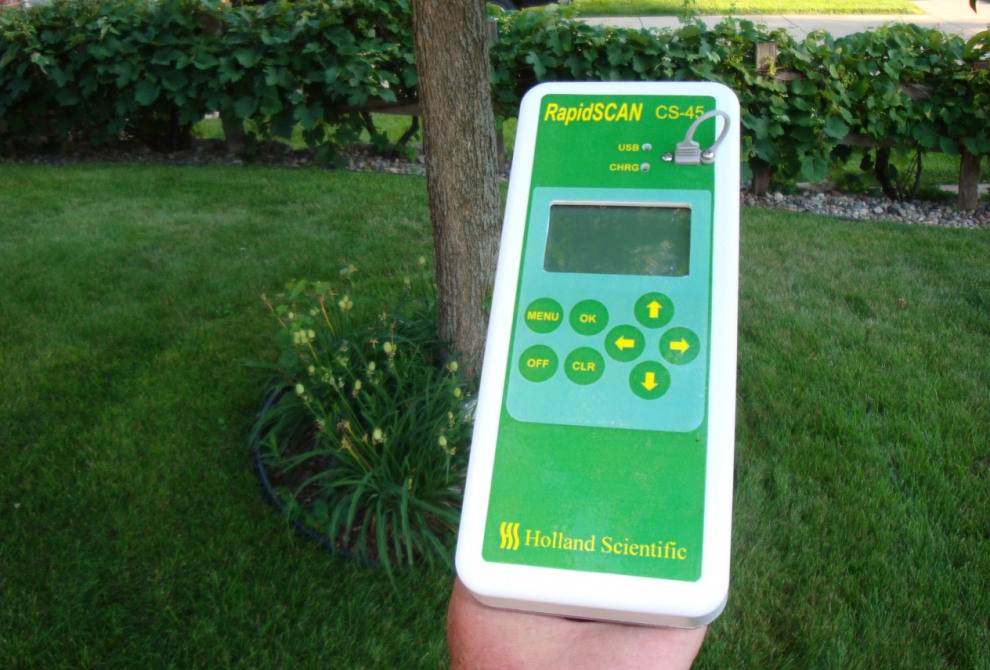 RapidSCAN CS-45
USB
CHRG
MENU OK
OFF CLR
Holland Scientific